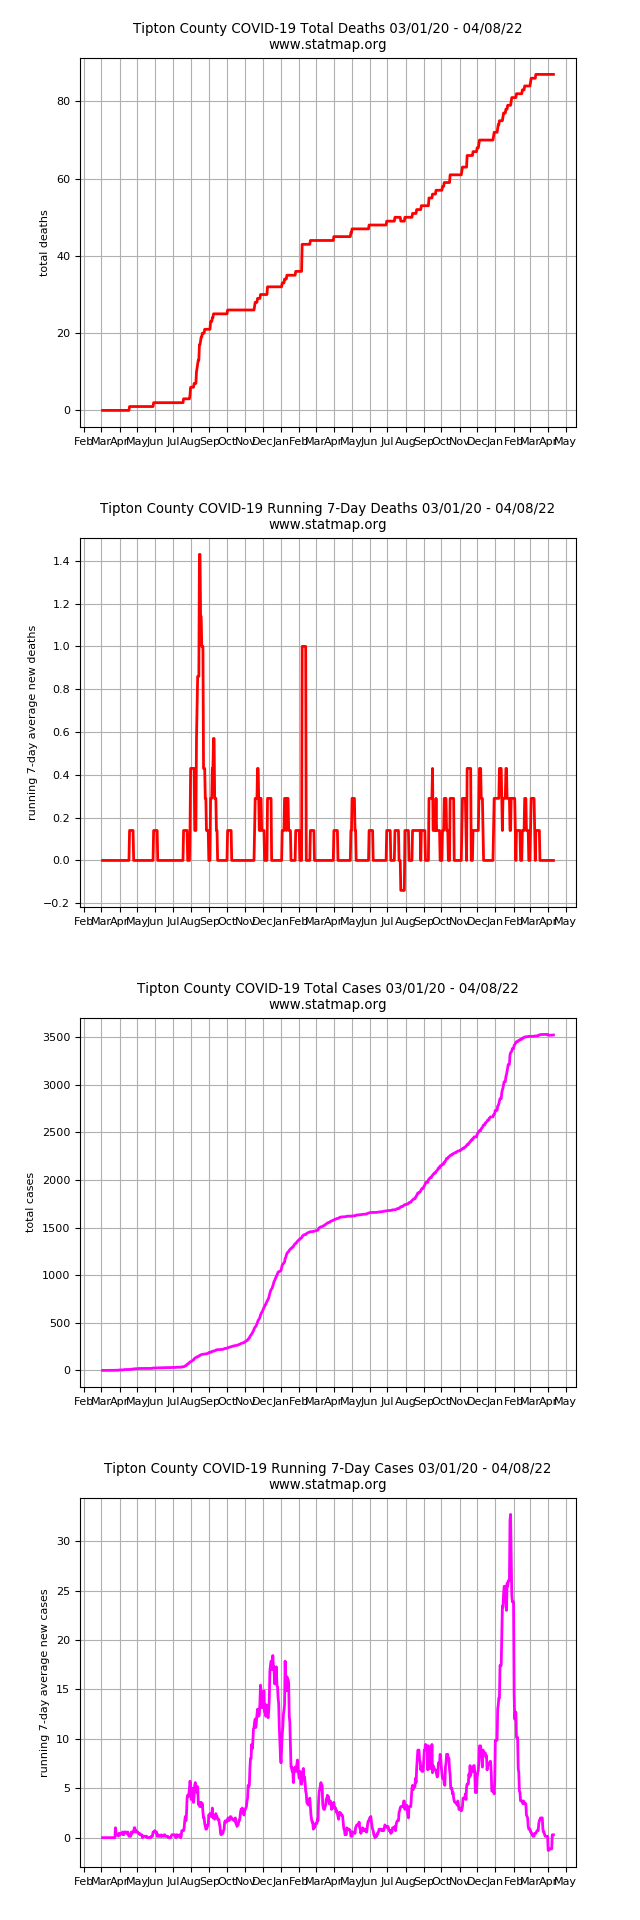 Tipton County COVID-19 Total Deaths 03/01/20 - 04/08/22
www.statmap.org
80
60
40
20
0
total deaths
Feb Mar Apr May Jun Jul Aug Sep Oct Nov Dec Jan Feb Mar Apr May Jun Jul Aug Sep Oct Nov Dec Jan Feb Mar Apr May
Tipton County COVID-19 Running 7-Day Deaths 03/01/20 - 04/08/22
www.statmap.org
1.4
1.2
1.0
0.8
0.6
0.4
0.2
0.0
−0.2
running 7-day average new deaths
Feb Mar Apr May Jun Jul Aug Sep Oct Nov Dec Jan Feb Mar Apr May Jun Jul Aug Sep Oct Nov Dec Jan Feb Mar Apr May
Tipton County COVID-19 Total Cases 03/01/20 - 04/08/22
www.statmap.org
3500
3000
2500
2000
1500
1000
500
0
total cases
Feb Mar Apr May Jun Jul Aug Sep Oct Nov Dec Jan Feb Mar Apr May Jun Jul Aug Sep Oct Nov Dec Jan Feb Mar Apr May
Tipton County COVID-19 Running 7-Day Cases 03/01/20 - 04/08/22
www.statmap.org
30
25
20
15
10
5
0
running 7-day average new cases
Feb Mar Apr May Jun Jul Aug Sep Oct Nov Dec Jan Feb Mar Apr May Jun Jul Aug Sep Oct Nov Dec Jan Feb Mar Apr May